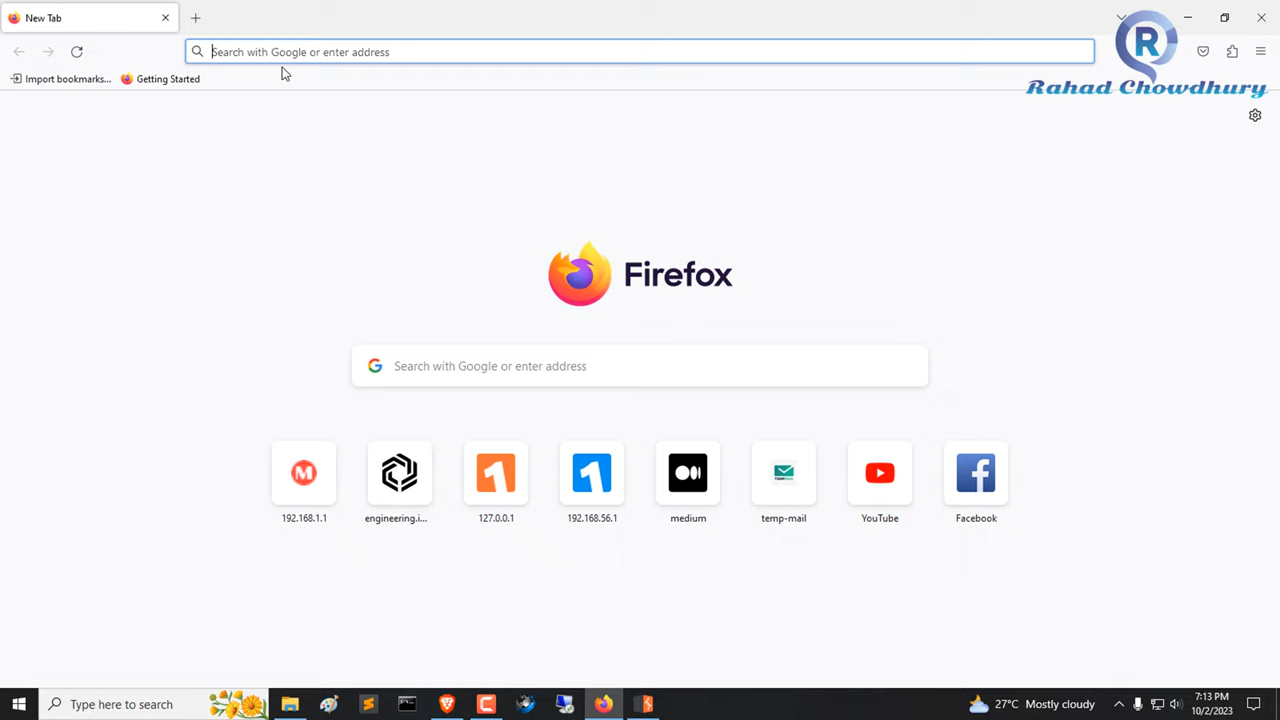 New Tab
Search with Google or enter address
Import bookmarks...
Getting Started
R
Rahad Chowdhury
Firefox
Search with Google or enter address
192.168.1.1
engineering.i...
127.0.0.1
192.168.56.1
medium
temp-mail
YouTube
Facebook
Type here to search
27°C Mostly cloudy
7:13 PM
10/2/2023